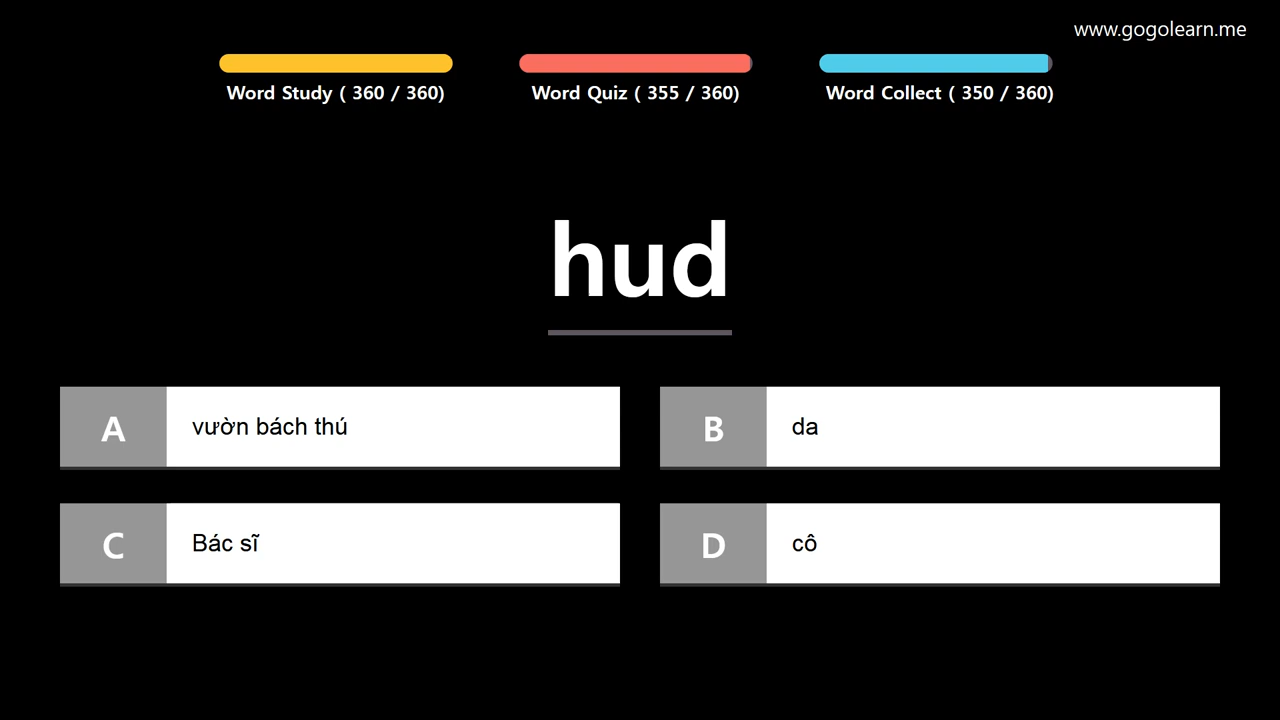 www.gogolearn.me
Word Study ( 360 / 360)
Word Quiz ( 355 / 360)
Word Collect ( 350 / 360)
hud
A vườn bách thú
B da
C Bác sĩ
D cô